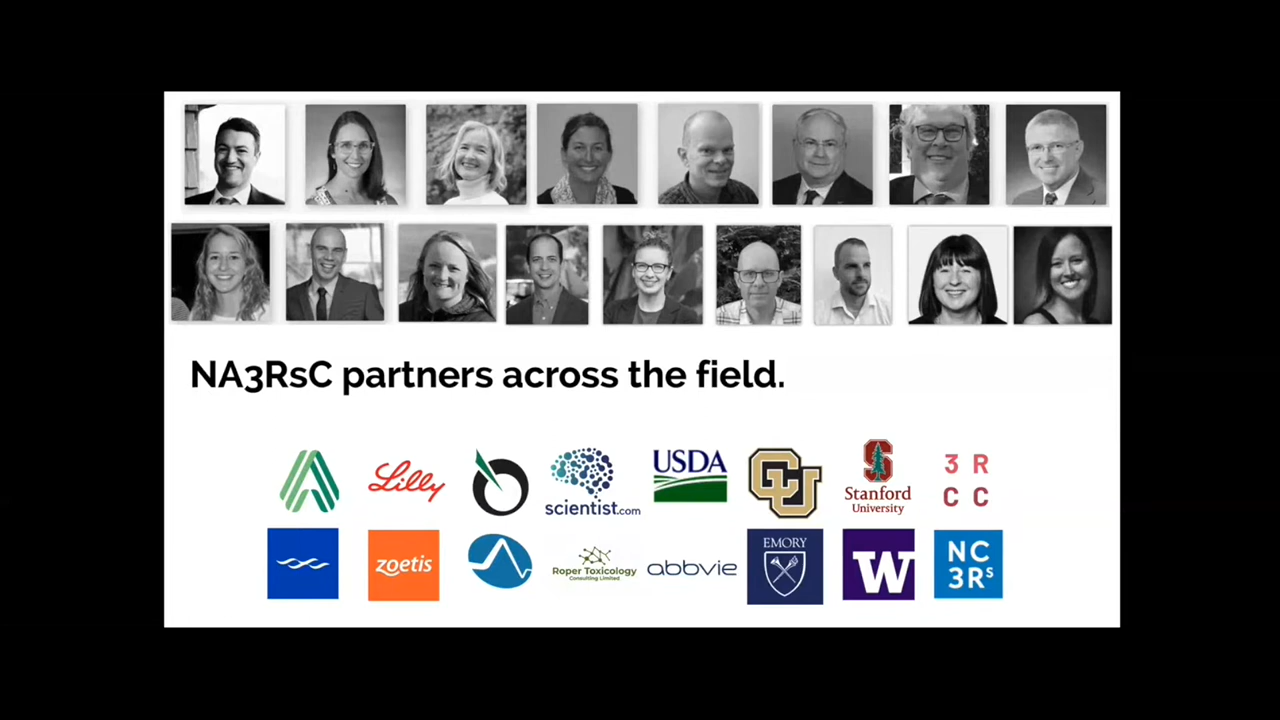 NA3RsC partners across the field.
Lilly
scientist.com
USDA
CU
S
Stanford
University
3 R
C C
zoetis
Roper Toxicology
Consulting Limited
abbvie
EMORY
W
NC
3Rs